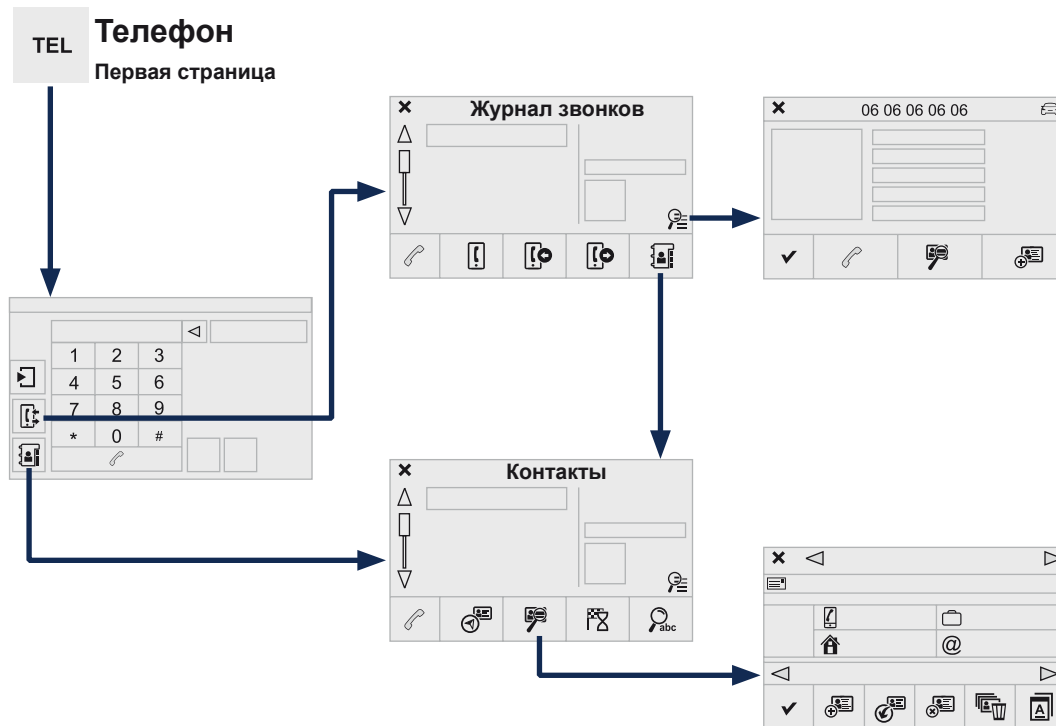 TEL
Телефон
Первая страница
Журнал звонков
06 06 06 06 06
1 2 3
4 5 6
7 8 9
* 0 #
Контакты
abc
@
A